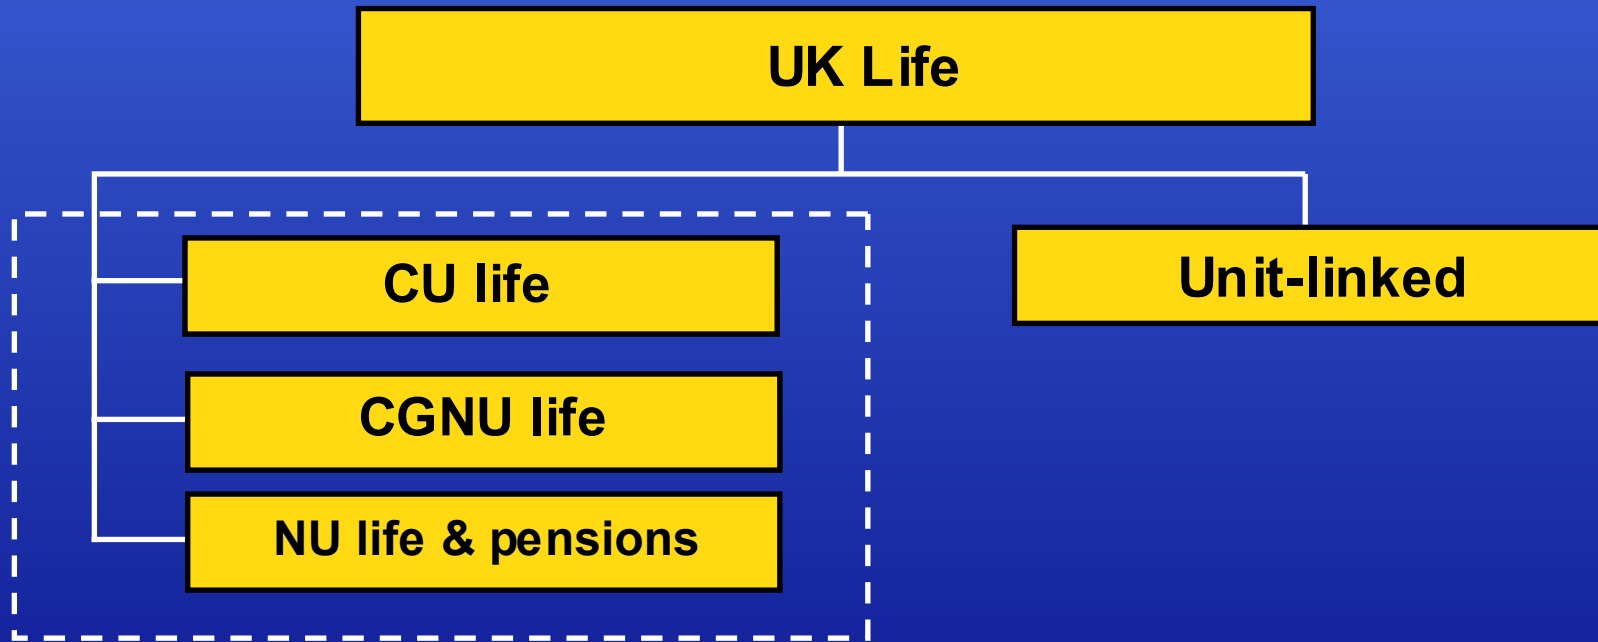 UK Life
CU life
Unit-linked
CGNU life
NU life & pensions